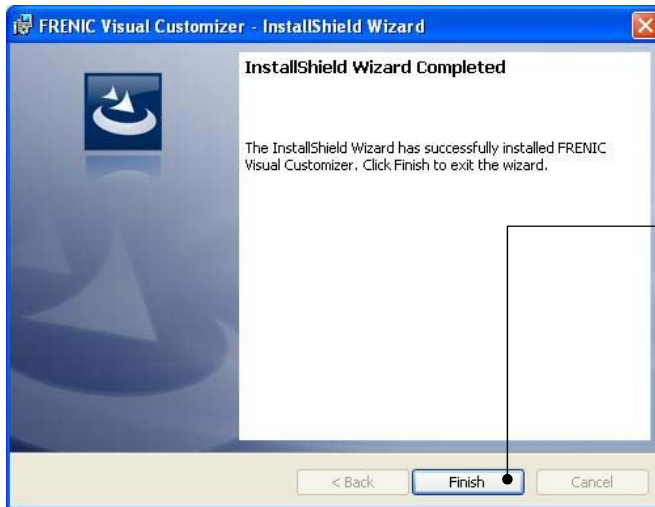 FRENIC Visual Customizer - InstallShield Wizard
InstallShield Wizard Completed
The InstallShield Wizard has successfully installed FRENIC
Visual Customizer. Click Finish to exit the wizard.
< Back
Finish
Cancel